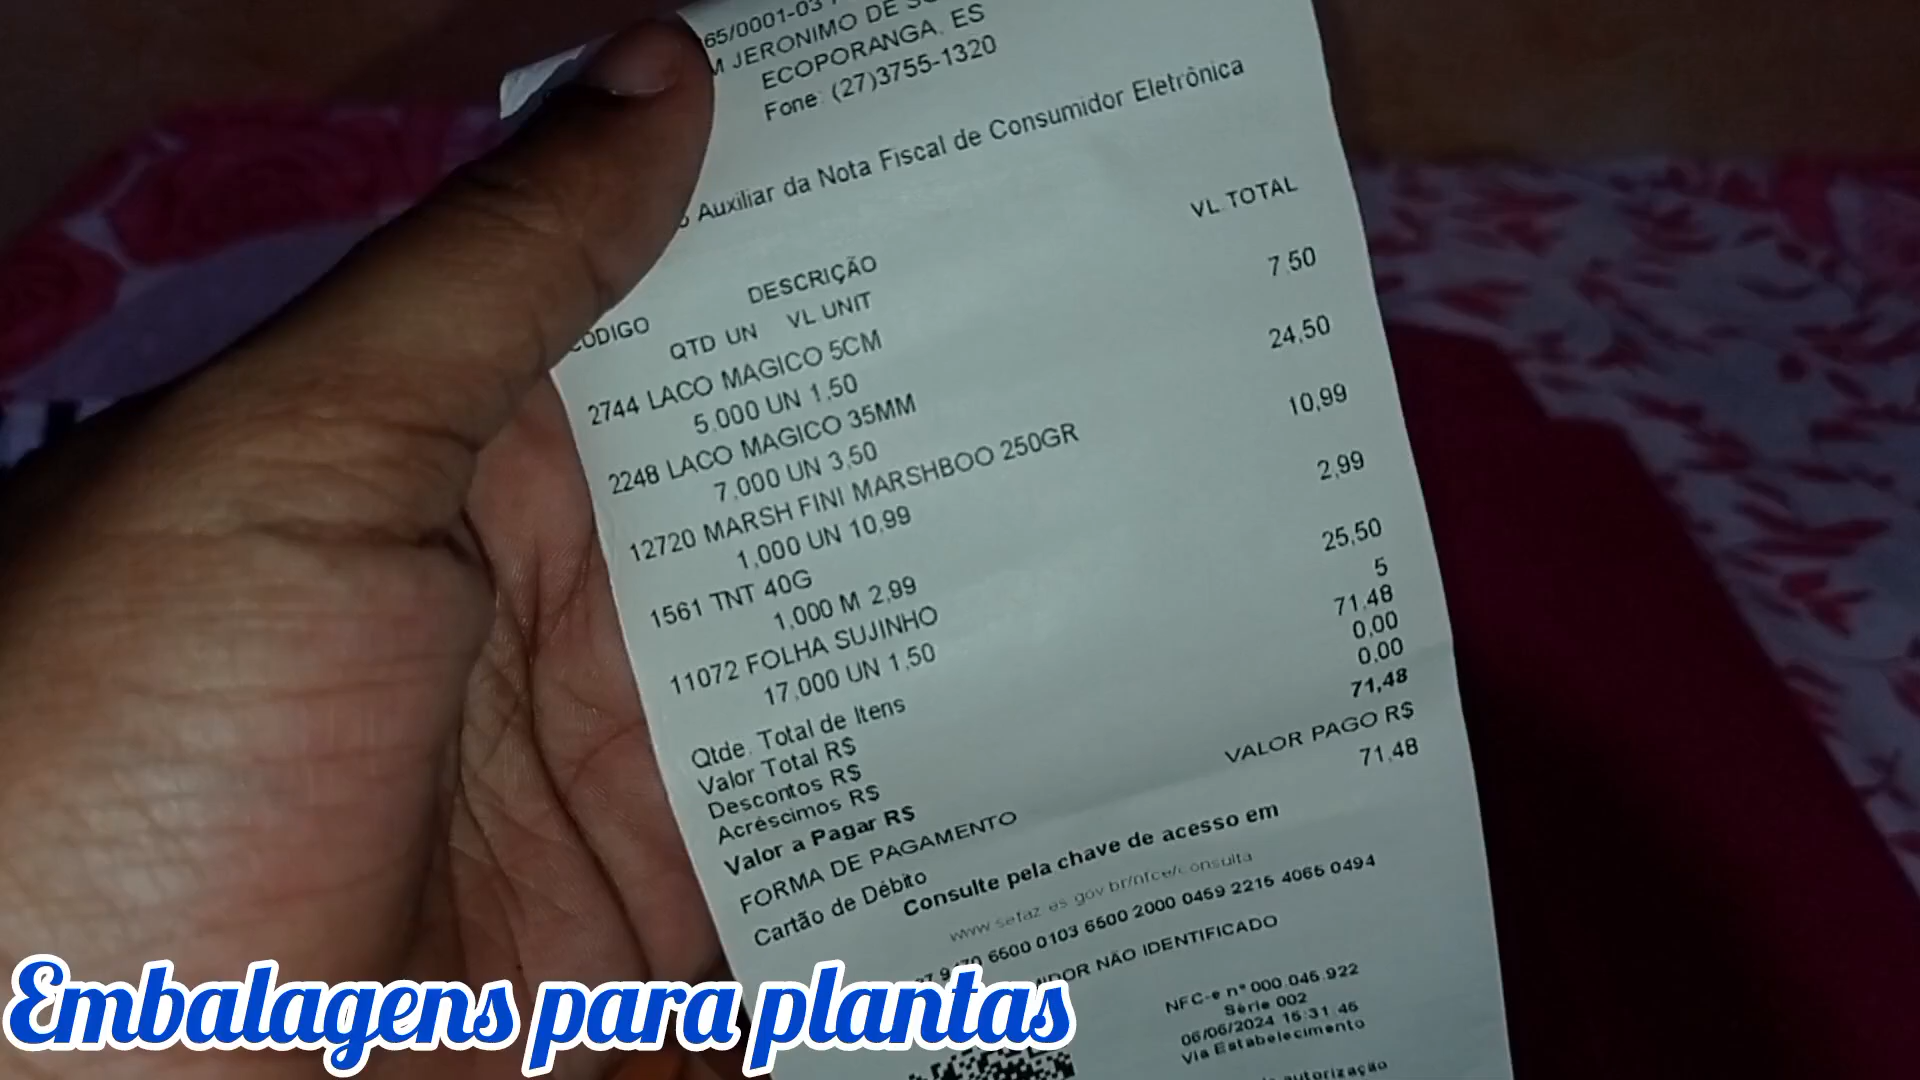 65/0001-03
JERONIMO DE
ECOPORANGA, ES
Fone: (27)3755-1320
Auxiliar da Nota Fiscal de Consumidor Eletrônica
CÓDIGO DESCRIÇÃO VL.TOTAL
QTD UN VL.UNIT
2744 LACO MAGICO 5CM 7,50
5,000 UN 1,50
2248 LACO MAGICO 35MM 24,50
7,000 UN 3,50
12720 MARSH FINI MARSHBOO 250GR 10,99
1,000 UN 10,99
1561 TNT 40G 2,99
1,000 M 2,99
11072 FOLHA SUJINHO 25,50
17,000 UN 1,50
Qtde. Total de Itens 5
Valor Total R$ 71,48
Descontos R$ 0,00
Acréscimos R$ 0,00
Valor a Pagar R$ 71,48
FORMA DE PAGAMENTO VALOR PAGO R$
Cartão de Débito 71,48
Consulte pela chave de acesso em
www.sefaz.es.gov.br/nfce/consulta
6500 0103 6500 2000 0459 2215 4065 0494
NÃO IDENTIFICADO
NFC-e nº 000.045.922
Série 002
06/06/2024 15:31:45
Via Estabelecimento
autorização
Embalagens para plantas